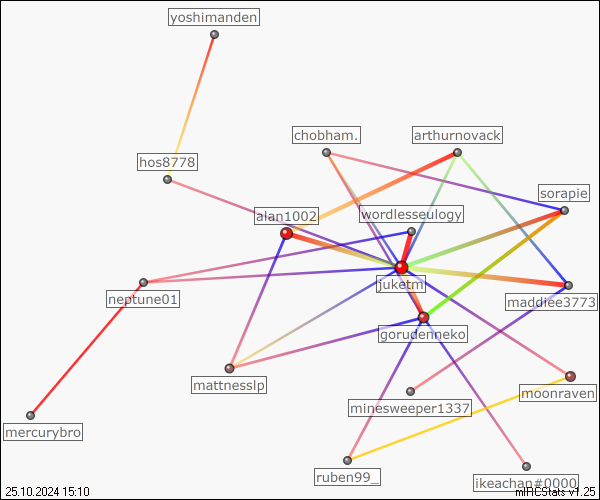 yoshimanden
chobham.
arthurnovack
hos8778
sorapie
alan1002
wordlesseulogy
juketm
neptune01
maddiee3773
gorudenneko
mattnesslp
moonraven
minesweeper1337
mercurybro
ruben99_
ikeachan#0000
25.10.2024 15:10
mIRCStats v1.25